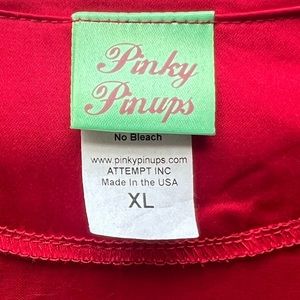 Pinky
Pinups
No Bleach
www.pinkypinups.com
ATTEMPT INC
Made in the USA
XL